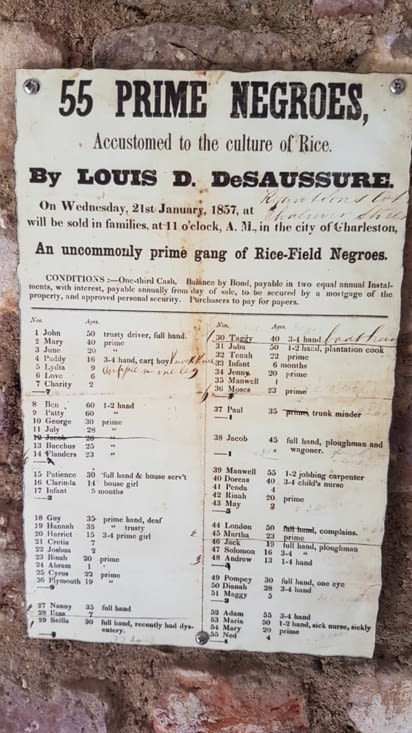 55 PRIME NEGROES,
Accustomed to the culture of Rice.
BY LOUIS D. DeSAUSSURE.
On Wednesday, 21st January, 1857, at
will be sold in families, at 11 o'clock, A. M., in the city of Charleston,
An uncommonly prime gang of Rice-Field Negroes.
CONDITIONS :—One-third Cash. Balance by Bond, payable in two equal annual Instal-
ments, with interest, payable annually from day of sale, to be secured by a mortgage of the
property, and approved personal security. Purchasers to pay for papers.
Nos. Ages.
1 John 50 trusty driver, full hand.
2 Mary 40 prime
3 June 20 "
4 Paddy 16 3-4 hand, cart boy
5 Lydia 9
6 Love 6
7 Charity 2
—7
8 Ben 60 1-2 hand
9 Patty 60 "
10 George 30 prime
11 July 28 "
12 Jacob 20 "
13 Bacchus 25 "
14 Flanders 23 "
15 Patience 30 full hand & house serv't
16 Clarinda 14 house girl
17 Infant 5 months
—3
18 Guy 35 prime hand, deaf
19 Hannah 35 " trusty
20 Harriet 15 3-4 prime girl
21 Cretia 7
22 Joshua 2
23 Binah 20 prime
24 Abram 1
25 Cyrus 22 prime
26 Plymouth 19 "
27 Nanny 35 full hand
28 7
29 Scilla 30 full hand, recently had dys-
entery.
Nos. Ages.
30 Taggy 40 3-4 hand
31 Juba 50 1-2 hand, plantation cook
32 Tenah 22 prime
33 Infant 6 months
34 Jenny 20 prime
35 Manswell 1
36 Moses 23 prime
37 Paul 35 prime, trunk minder
—1
38 Jacob 45 full hand, ploughman and
wagoner.
—1
39 Manswell 55 1-2 jobbing carpenter
40 Dorcas 40 3-4 child's nurse
41 Penda 4
42 Rinah 20 prime
43 May 2
44 London 50 full hand, complains.
45 Martha 23 prime
46 Jack 19 full hand, ploughman
47 Solomon 16 3-4 "
48 Andrew 13 1-4 hand
49 Pompey 30 full hand, one eye
50 Dianah 28 3-4 hand
51 Maggy 5
—3
52 Adam 55 3-4 hand
53 Maria 50 1-2 hand, sick nurse, sickly
54 Mary 20 prime
55 Ned 4